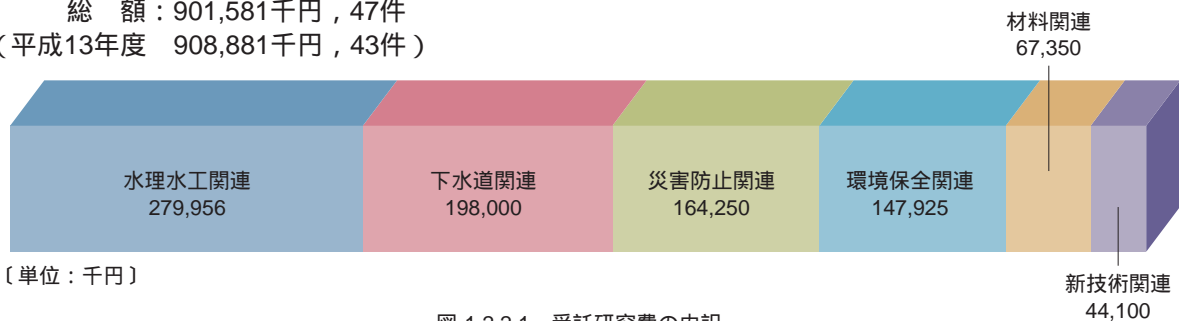 総　額：901,581千円，47件
（平成13年度　908,881千円，43件）
材料関連
67,350
水理水工関連
279,956
下水道関連
198,000
災害防止関連
164,250
環境保全関連
147,925
〔単位：千円〕
新技術関連
44,100